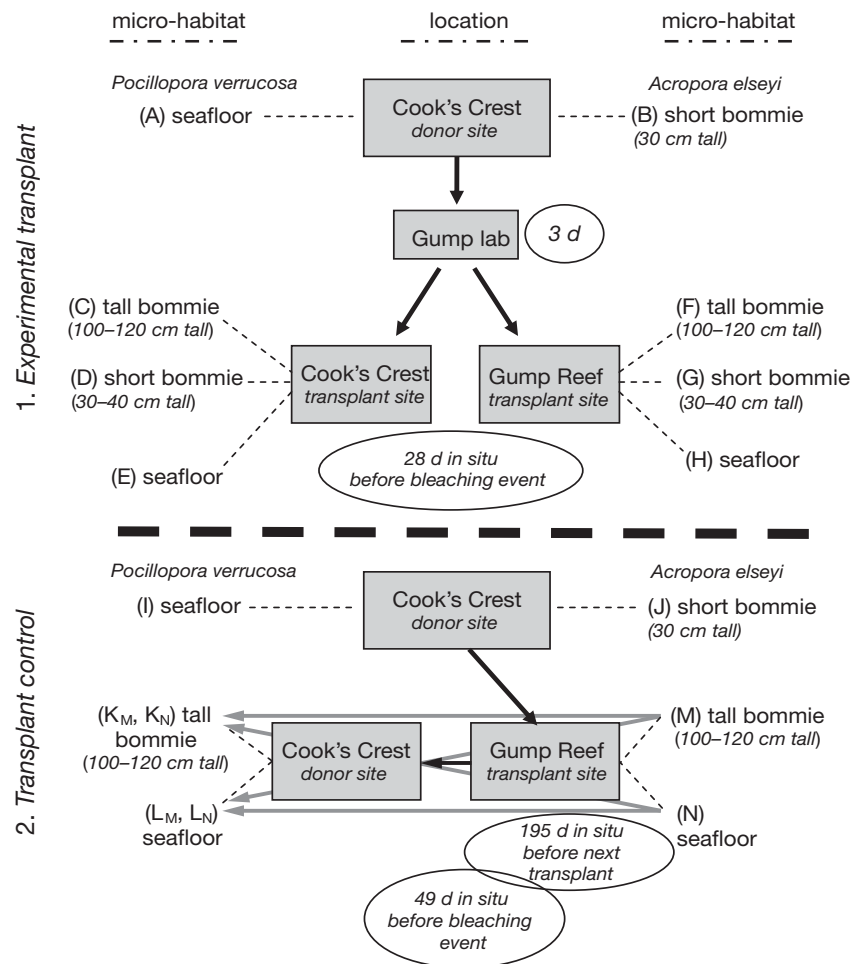 micro-habitat location micro-habitat
1. Experimental transplant
Pocillopora verrucosa Acropora elseyi
(A) seafloor
Cook's Crest
donor site
(B) short bommie
(30 cm tall)
Gump lab
3 d
(C) tall bommie
(100–120 cm tall)
(D) short bommie
(30–40 cm tall)
(E) seafloor
Cook's Crest
transplant site
Gump Reef
transplant site
(F) tall bommie
(100–120 cm tall)
(G) short bommie
(30–40 cm tall)
(H) seafloor
28 d in situ
before bleaching event
2. Transplant control
Pocillopora verrucosa Acropora elseyi
(I) seafloor
Cook's Crest
donor site
(J) short bommie
(30 cm tall)
(KM, KN) tall
bommie
(100–120 cm tall)
(LM, LN)
seafloor
Cook's Crest
donor site
Gump Reef
transplant site
(M) tall bommie
(100–120 cm tall)
(N)
seafloor
195 d in situ
before next
transplant
49 d in situ
before bleaching
event